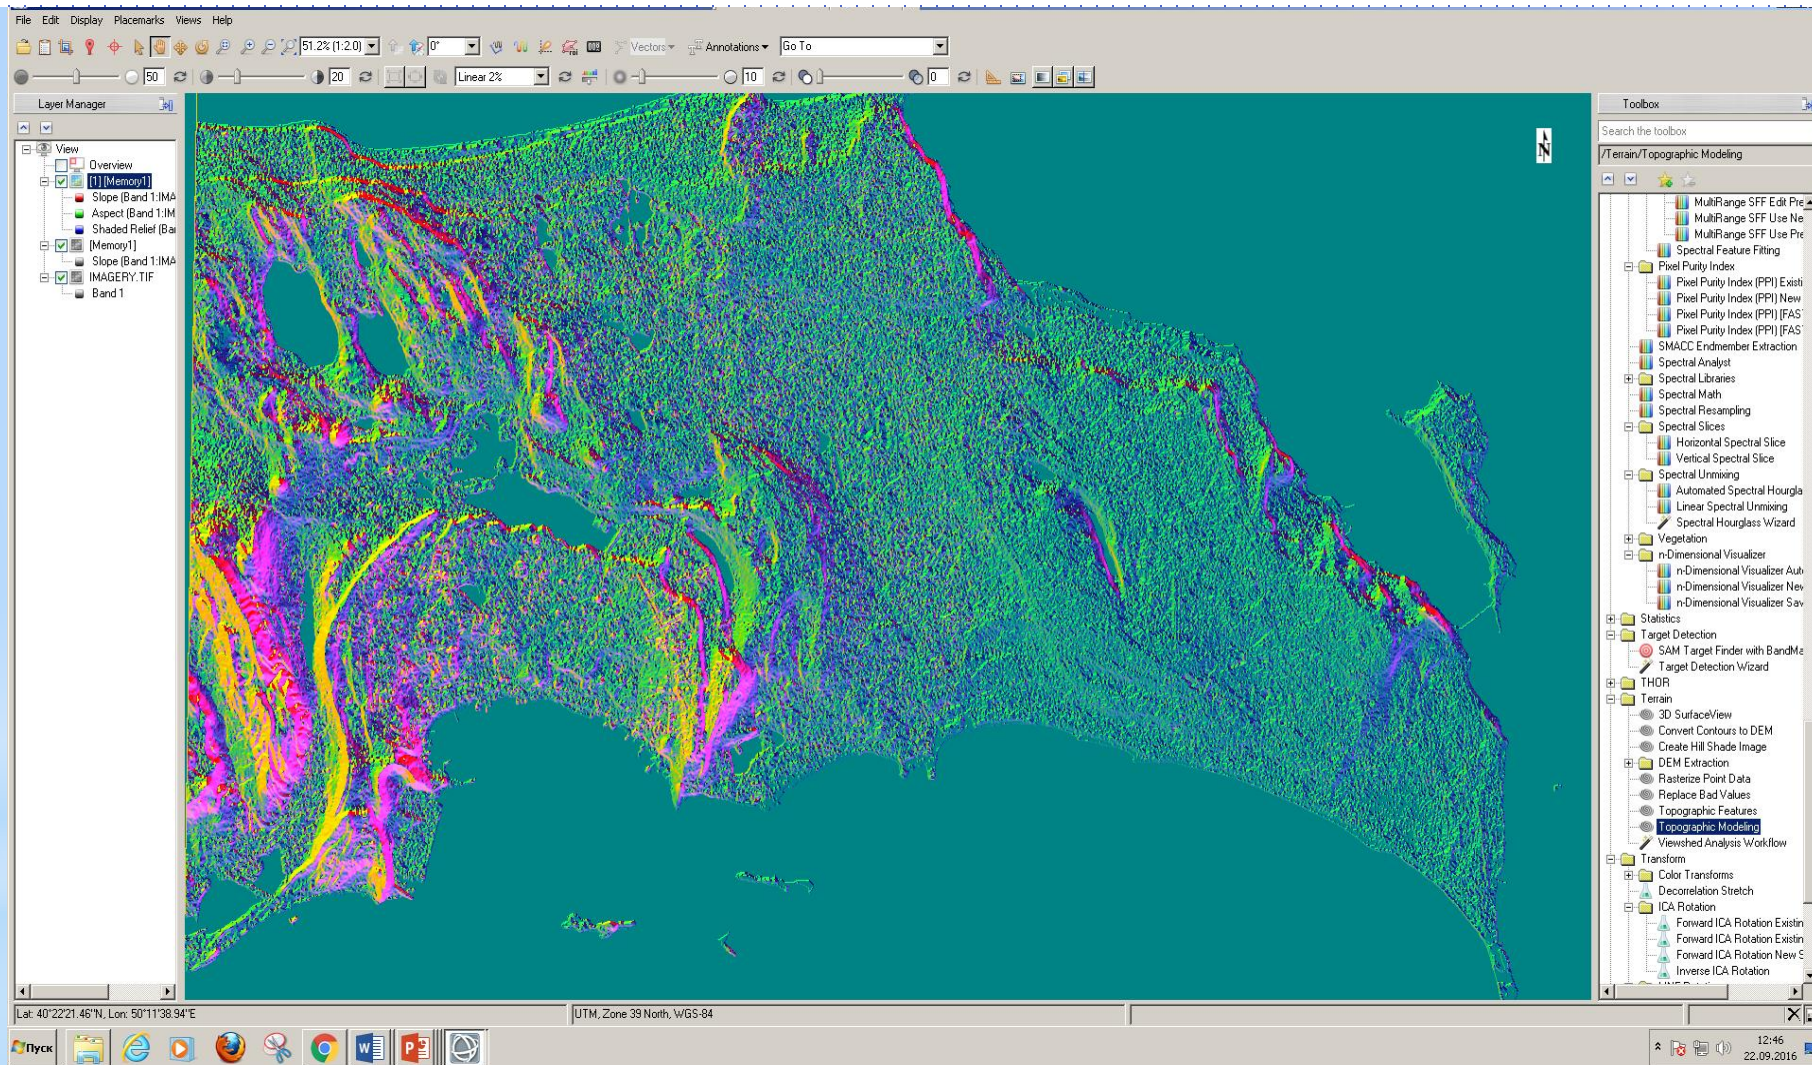 File Edit Display Placemarks Views Help
51.2% (1:2.0) 0° Vectors Annotations Go To
50 20 Linear 2% 10 0
Layer Manager
View
Overview
[1] [Memory1]
Slope (Band 1:IMA
Aspect (Band 1:IM
Shaded Relief (Ba
[Memory1]
Slope (Band 1:IMA
IMAGERY.TIF
Band 1
N
Toolbox
Search the toolbox
/Terrain/Topographic Modeling
MultiRange SFF Edit Pre
MultiRange SFF Use Ne
MultiRange SFF Use Pre
Spectral Feature Fitting
Pixel Purity Index
Pixel Purity Index (PPI) Existi
Pixel Purity Index (PPI) New
Pixel Purity Index (PPI) [FAS
Pixel Purity Index (PPI) [FAS
SMACC Endmember Extraction
Spectral Analyst
Spectral Libraries
Spectral Math
Spectral Resampling
Spectral Slices
Horizontal Spectral Slice
Vertical Spectral Slice
Spectral Unmixing
Automated Spectral Hourgla
Linear Spectral Unmixing
Spectral Hourglass Wizard
Vegetation
n-Dimensional Visualizer
n-Dimensional Visualizer Aut
n-Dimensional Visualizer New
n-Dimensional Visualizer Sav
Statistics
Target Detection
SAM Target Finder with BandMa
Target Detection Wizard
THOR
Terrain
3D SurfaceView
Convert Contours to DEM
Create Hill Shade Image
DEM Extraction
Rasterize Point Data
Replace Bad Values
Topographic Features
Topographic Modeling
Viewshed Analysis Workflow
Transform
Color Transforms
Decorrelation Stretch
ICA Rotation
Forward ICA Rotation Existin
Forward ICA Rotation Existin
Forward ICA Rotation New S
Inverse ICA Rotation
Lat: 40°22'21.46"N, Lon: 50°11'38.94"E
UTM, Zone 39 North, WGS-84
Пуск
12:46
22.09.2016